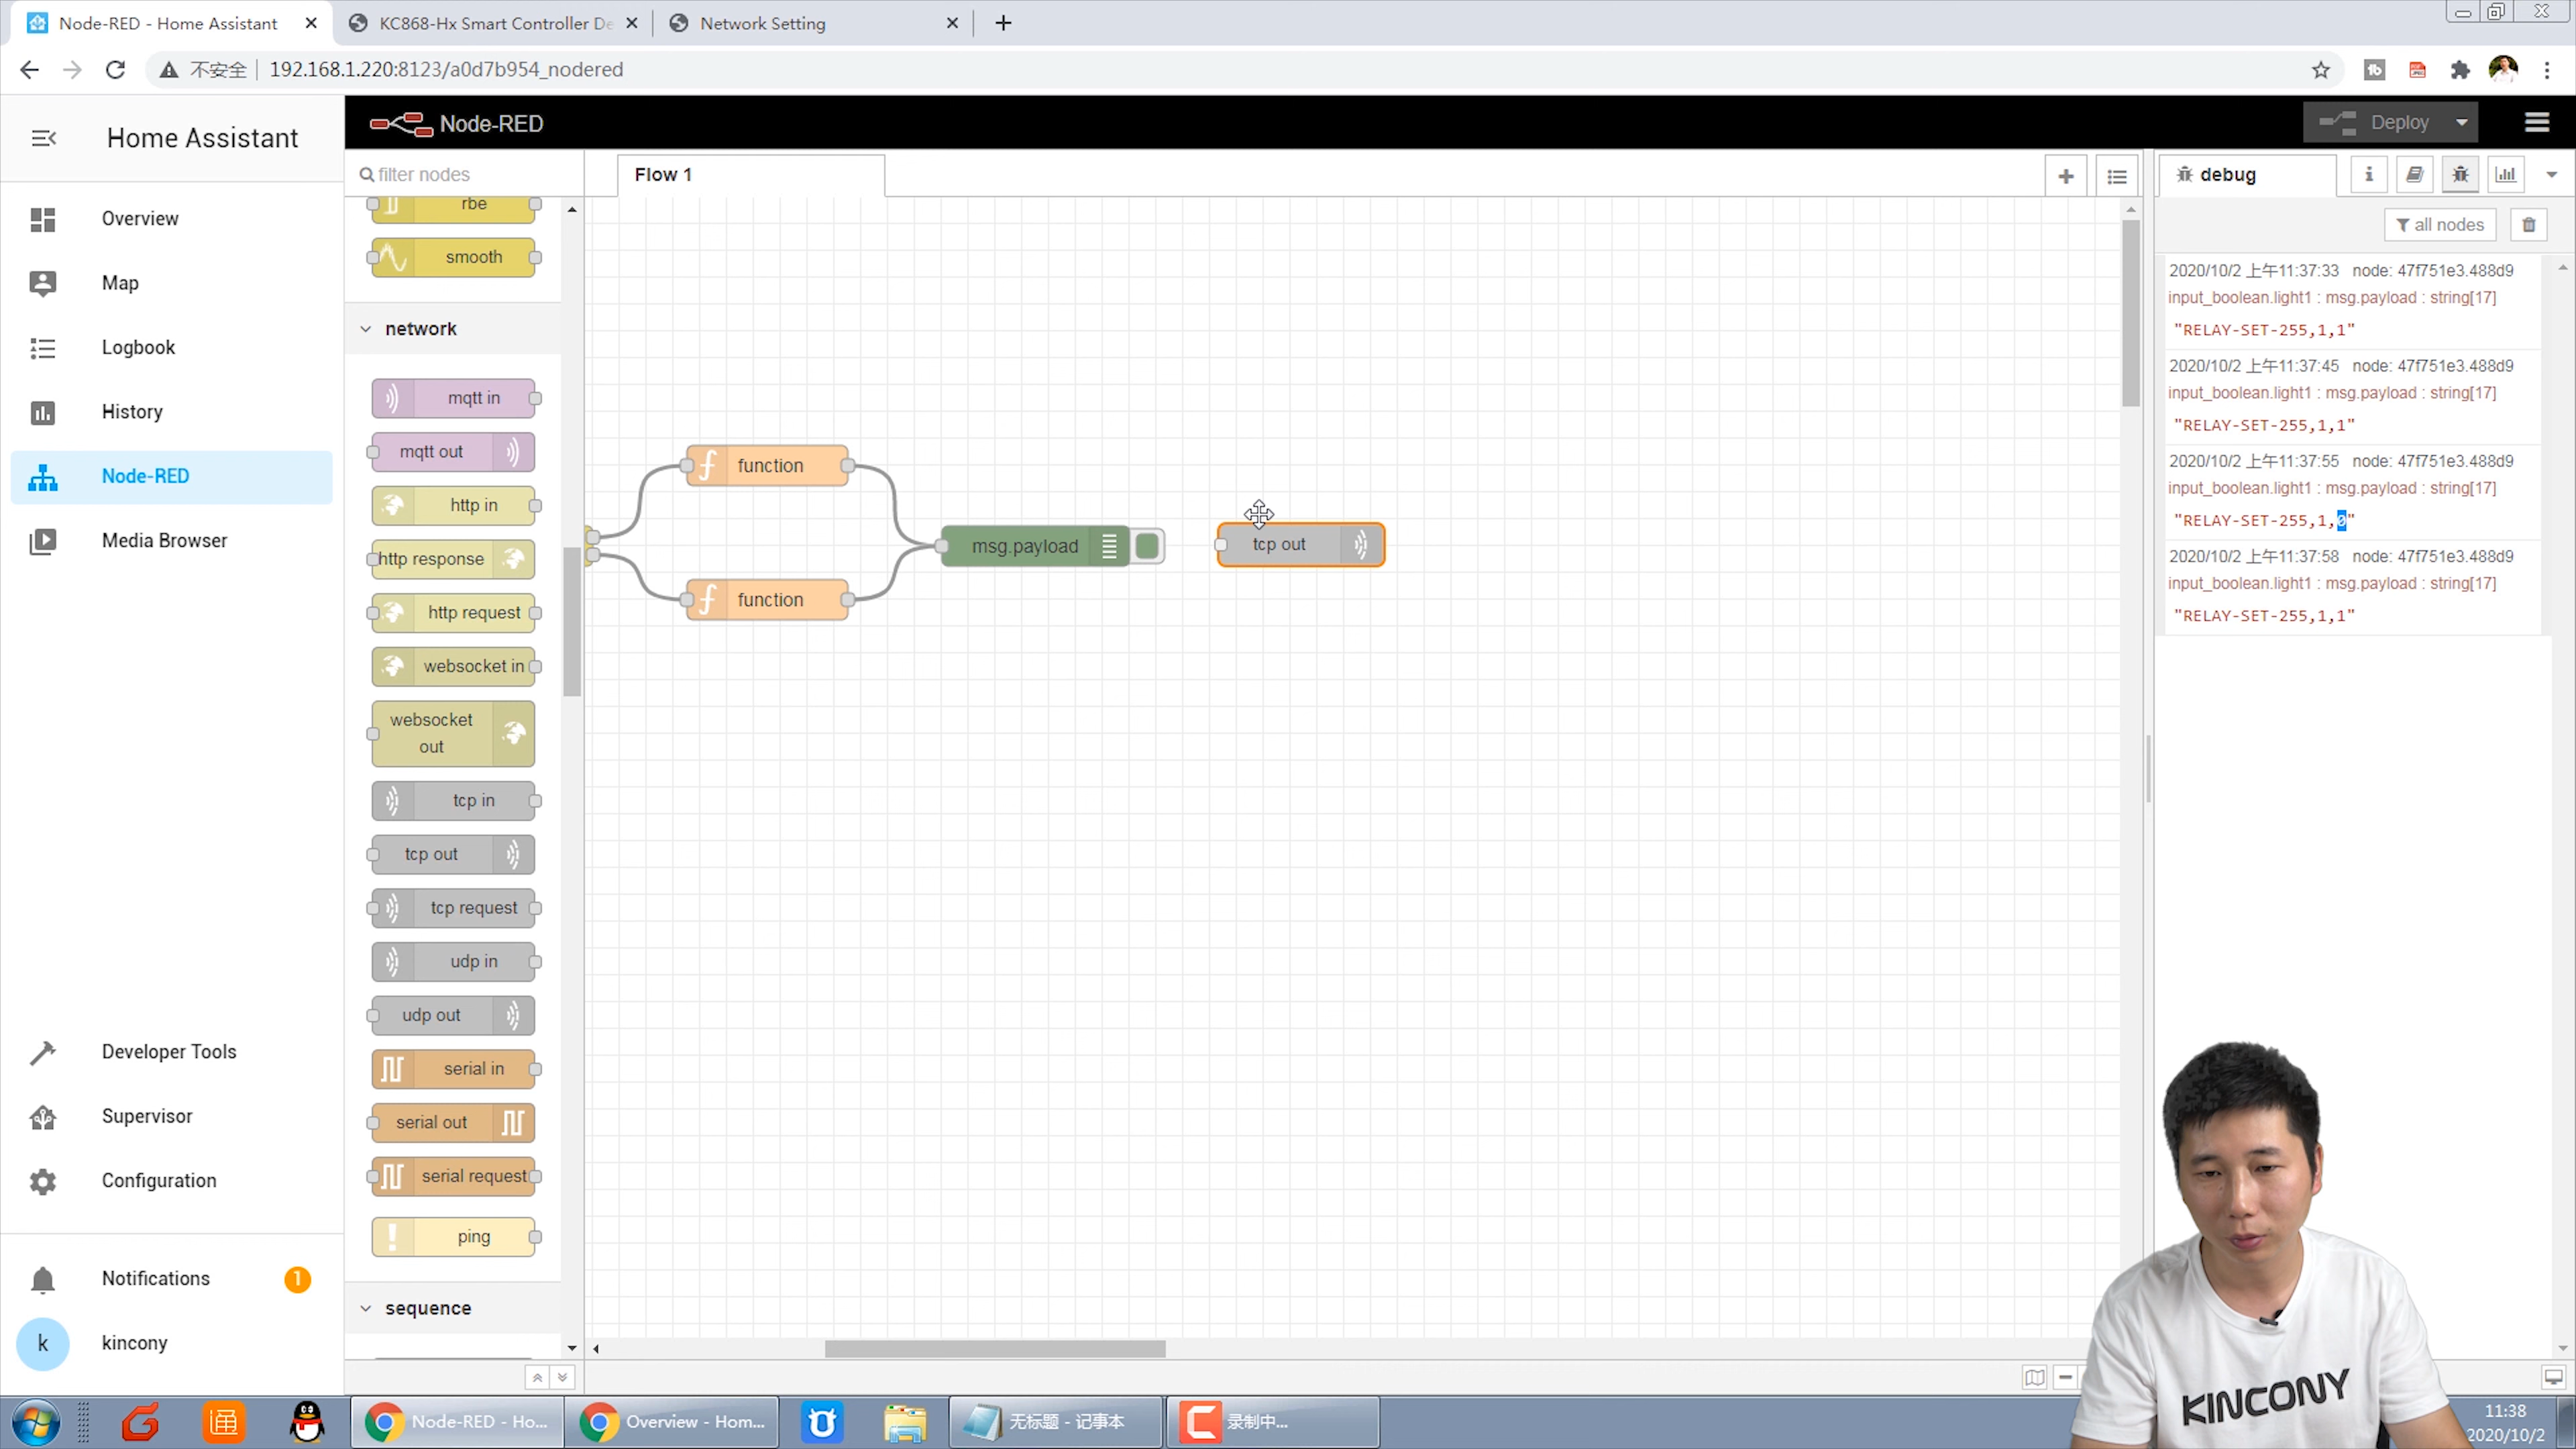 Node-RED - Home Assistant
KC868-Hx Smart Controller De
Network Setting
不安全 | 192.168.1.220:8123/a0d7b954_nodered
Home Assistant
Node-RED
Deploy
Overview
Map
Logbook
History
Node-RED
Media Browser
Developer Tools
Supervisor
Configuration
Notifications
1
k
kincony
filter nodes
rbe
smooth
network
mqtt in
mqtt out
http in
http response
http request
websocket in
websocket
out
tcp in
tcp out
tcp request
udp in
udp out
serial in
serial out
serial request
ping
sequence
Flow 1
function
function
msg.payload
tcp out
debug
all nodes
2020/10/2 上午11:37:33 node: 47f751e3.488d9
input_boolean.light1 : msg.payload : string[17]
"RELAY-SET-255,1,1"
2020/10/2 上午11:37:45 node: 47f751e3.488d9
input_boolean.light1 : msg.payload : string[17]
"RELAY-SET-255,1,1"
2020/10/2 上午11:37:55 node: 47f751e3.488d9
input_boolean.light1 : msg.payload : string[17]
"RELAY-SET-255,1,0"
2020/10/2 上午11:37:58 node: 47f751e3.488d9
input_boolean.light1 : msg.payload : string[17]
"RELAY-SET-255,1,1"
KINCONY
Node-RED - Ho...
Overview - Hom...
无标题 - 记事本
录制中...
11:38
2020/10/2